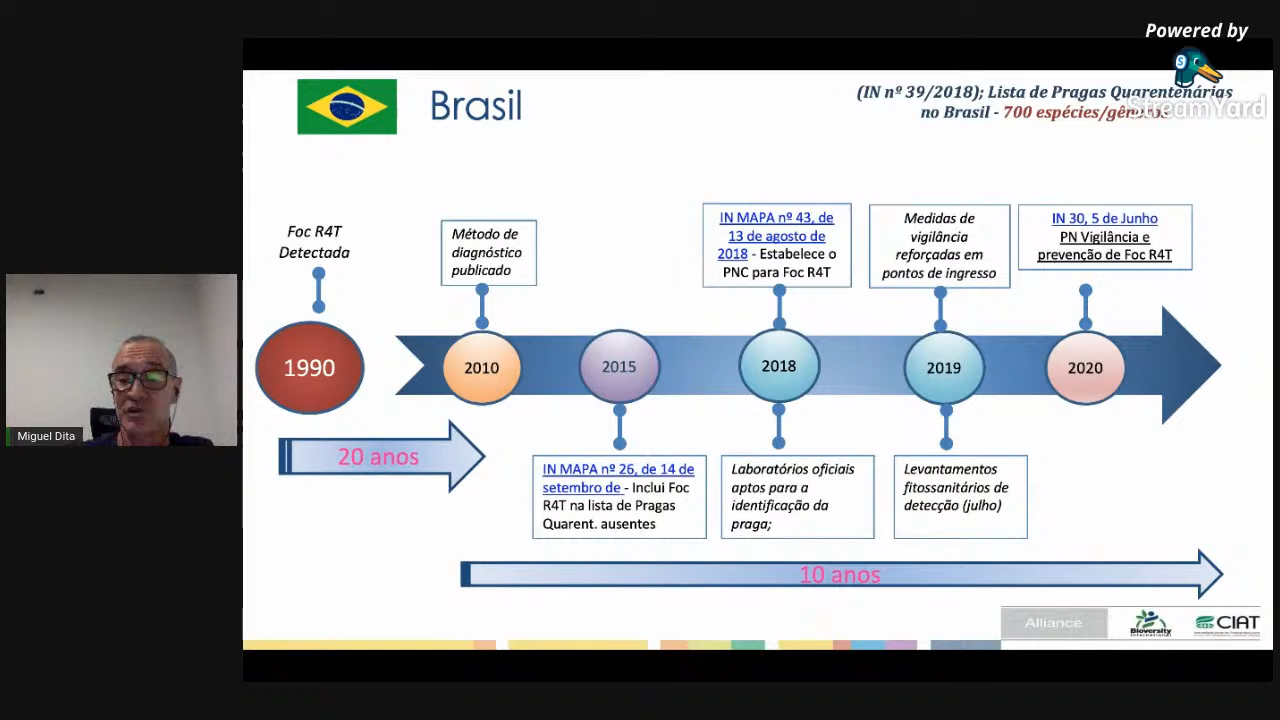 Powered by
StreamYard
Brasil
(IN nº 39/2018); Lista de Pragas Quarentenárias
no Brasil - 700 espécies/gêneros
Foc R4T
Detectada
Método de
diagnóstico
publicado
IN MAPA nº 43, de
13 de agosto de
2018 - Estabelece o
PNC para Foc R4T
Medidas de
vigilância
reforçadas em
pontos de ingresso
IN 30, 5 de Junho
PN Vigilância e
prevenção de Foc R4T
1990
2010
2015
2018
2019
2020
20 anos
IN MAPA nº 26, de 14 de
setembro de - Inclui Foc
R4T na lista de Pragas
Quarent. ausentes
Laboratórios oficiais
aptos para a
identificação da
praga;
Levantamentos
fitossanitários de
detecção (julho)
10 anos
Miguel Dita
Alliance
Bioversity
International
CIAT